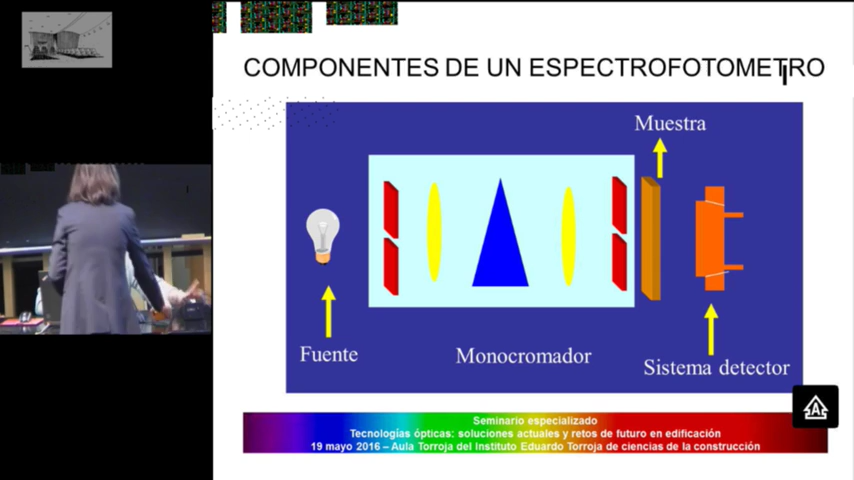 COMPONENTES DE UN ESPECTROFOTOMETRO
Muestra
Fuente
Monocromador
Sistema detector
A
Seminario especializado
Tecnologías ópticas: soluciones actuales y retos de futuro en edificación
19 mayo 2016 – Aula Torroja del Instituto Eduardo Torroja de ciencias de la construcción